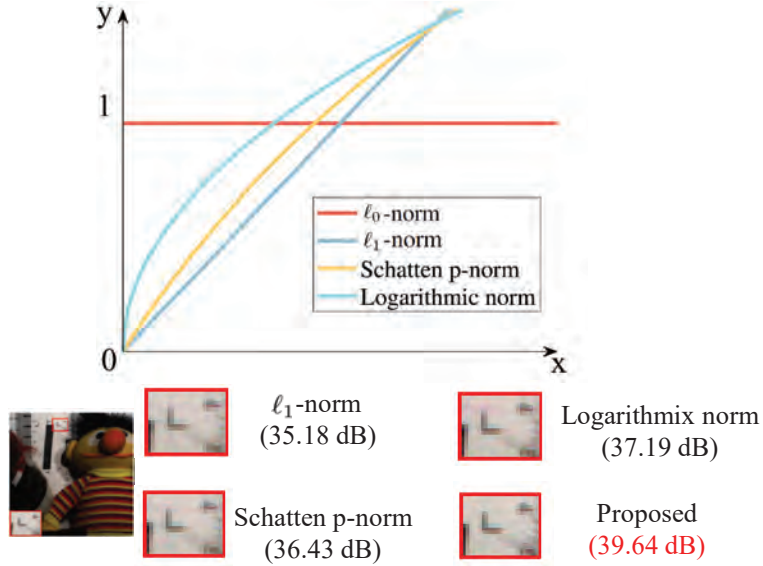 y
1
ℓ₀-norm
ℓ₁-norm
Schatten p-norm
Logarithmic norm
0
x
ℓ₁-norm
(35.18 dB)
Logarithmix norm
(37.19 dB)
Schatten p-norm
(36.43 dB)
Proposed
(39.64 dB)